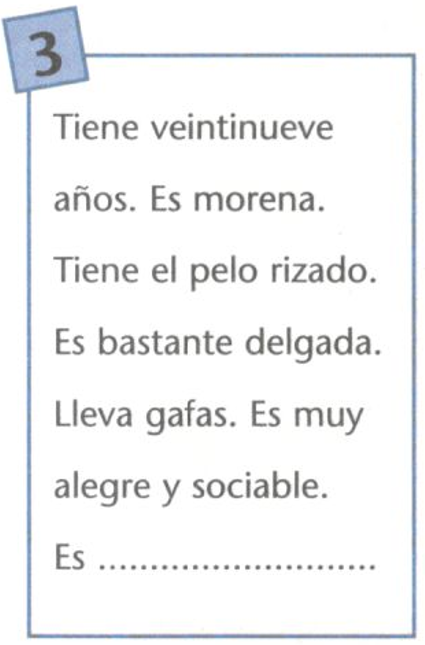 3
Tiene veintinueve
años. Es morena.
Tiene el pelo rizado.
Es bastante delgada.
Lleva gafas. Es muy
alegre y sociable.
Es ...........................